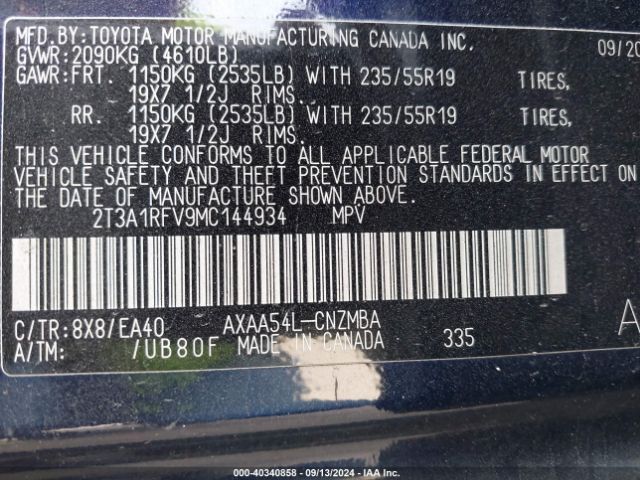 MFD.BY:TOYOTA MOTOR MANUFACTURING CANADA INC. 09/20
GVWR:2090KG (4610LB)
GAWR:FRT. 1150KG (2535LB) WITH 235/55R19 TIRES,
19X7 1/2J RIMS.
RR. 1150KG (2535LB) WITH 235/55R19 TIRES,
19X7 1/2J RIMS.
THIS VEHICLE CONFORMS TO ALL APPLICABLE FEDERAL MOTOR
VEHICLE SAFETY AND THEFT PREVENTION STANDARDS IN EFFECT ON
THE DATE OF MANUFACTURE SHOWN ABOVE.
2T3A1RFV9MC144934 MPV
C/TR:8X8/EA40 AXAA54L-CNZMBA A
A/TM: /UB80F MADE IN CANADA 335
000-40340858 - 09/13/2024 - IAA Inc.